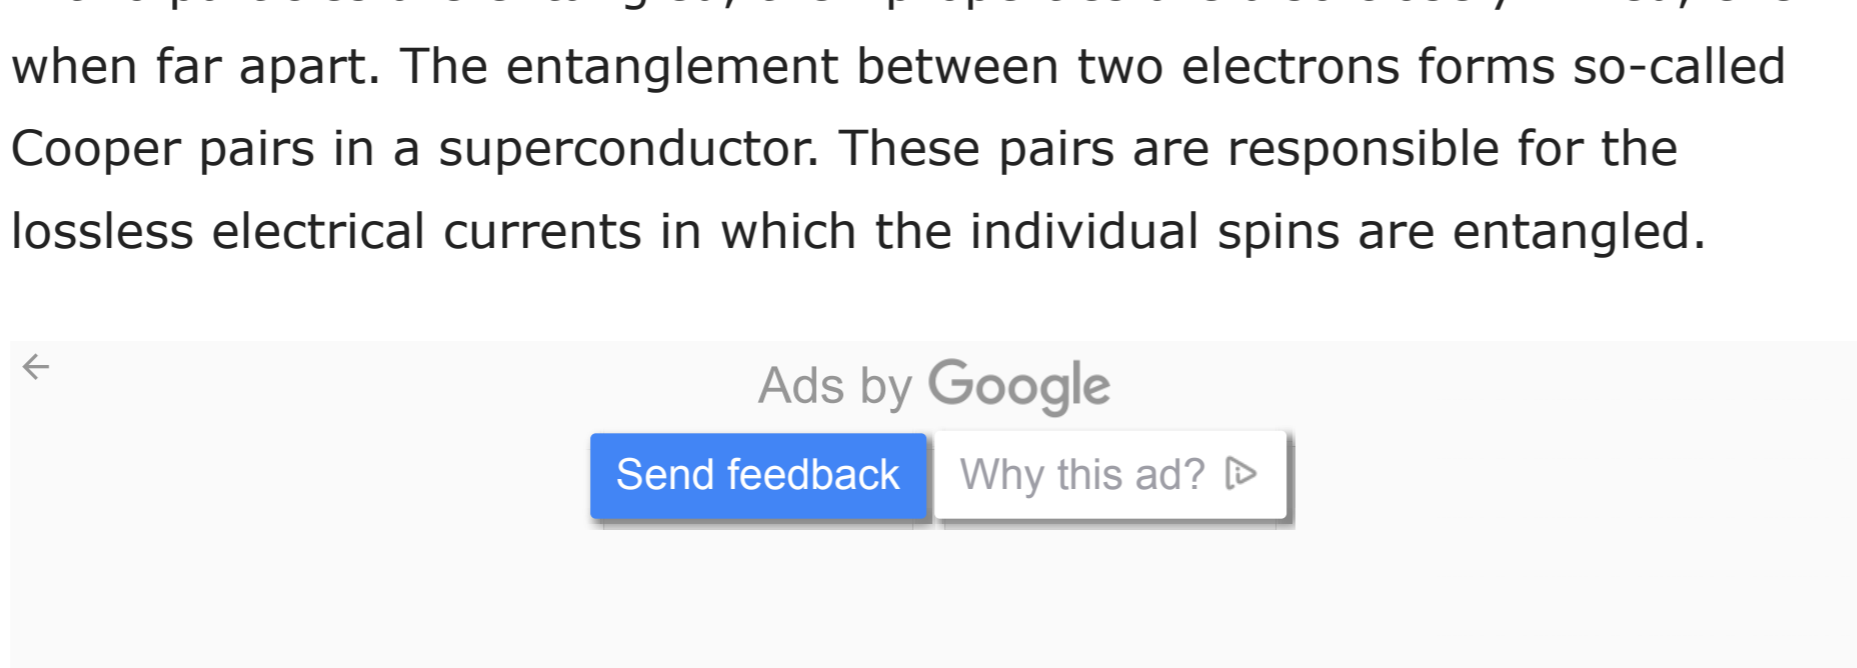 when far apart. The entanglement between two electrons forms so-called
Cooper pairs in a superconductor. These pairs are responsible for the
lossless electrical currents in which the individual spins are entangled.
Ads by Google
Send feedback
Why this ad?